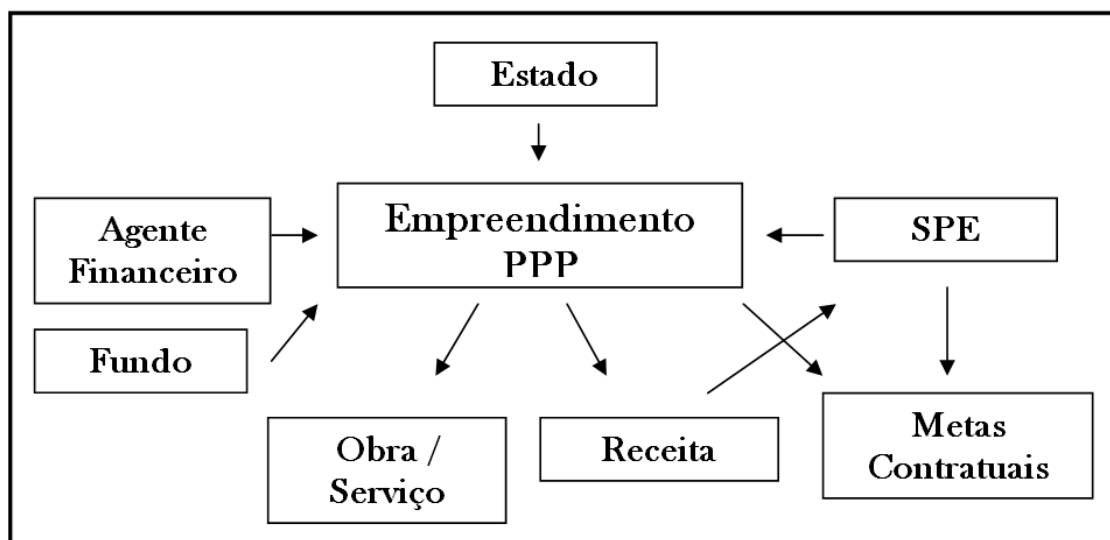 Estado
Empreendimento
PPP
Agente
Financeiro
SPE
Fundo
Obra /
Serviço
Receita
Metas
Contratuais